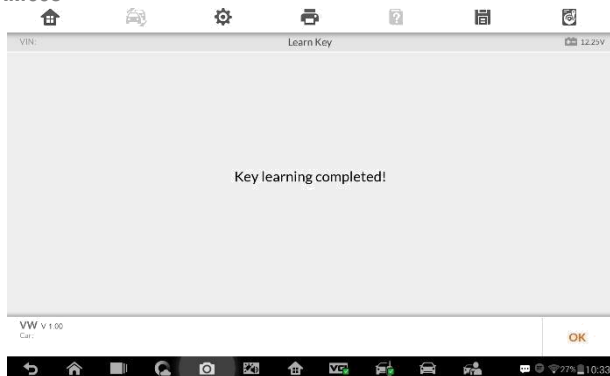 VIN:
Learn Key
12.25V
Key learning completed!
VW V 1.00
Car:
OK
27% 10:33